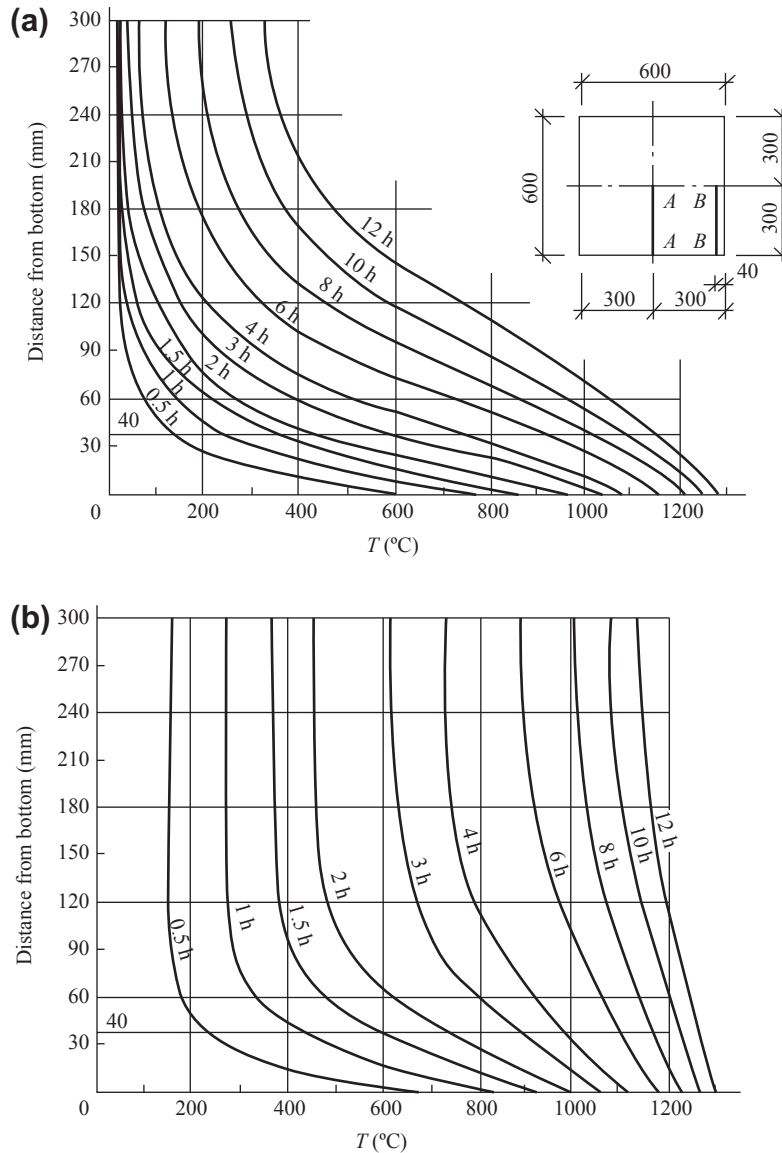 (a)
300
270
240
210
180
150
120
90
60
40
30
0
Distance from bottom (mm)
0.5 h
1 h
1.5 h
2 h
3 h
4 h
6 h
8 h
10 h
12 h
200
400
600
800
1000
1200
T (ºC)
600
600
300
300
A B
A B
40
300
300
(b)
300
270
240
210
180
150
120
90
60
40
30
0
Distance from bottom (mm)
0.5 h
1 h
1.5 h
2 h
3 h
4 h
6 h
8 h
10 h
12 h
200
400
600
800
1000
1200
T (ºC)